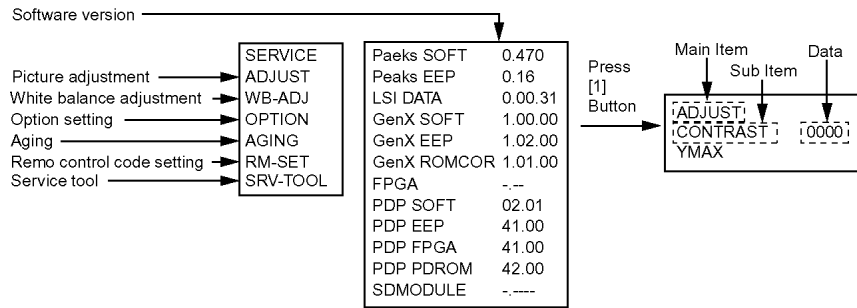 Software version
SERVICE
Picture adjustment ADJUST
White balance adjustment WB-ADJ
Option setting OPTION
Aging AGING
Remo control code setting RM-SET
Service tool SRV-TOOL
Paeks SOFT 0.470
Peaks EEP 0.16
LSI DATA 0.00.31
GenX SOFT 1.00.00
GenX EEP 1.02.00
GenX ROMCOR 1.01.00
FPGA -.--
PDP SOFT 02.01
PDP EEP 41.00
PDP FPGA 41.00
PDP PDROM 42.00
SDMODULE -.----
Press
[1]
Button
Main Item
Sub Item
Data
ADJUST
CONTRAST 0000
YMAX